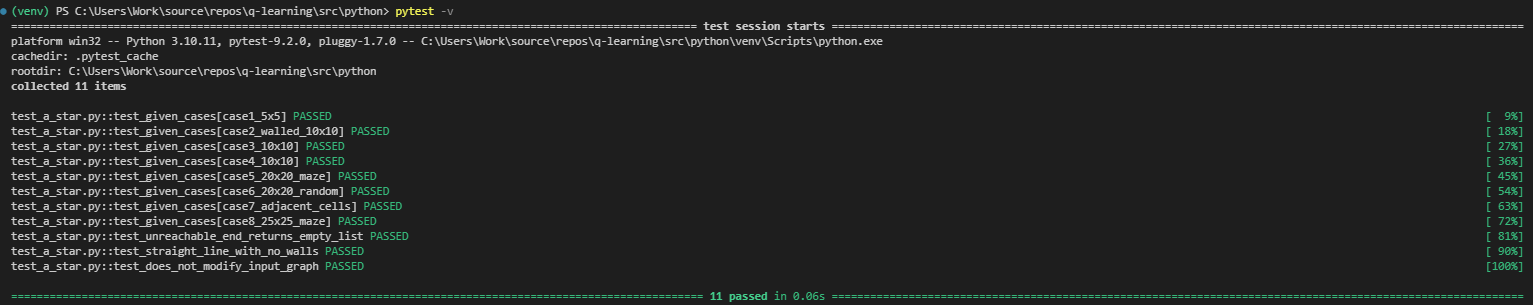 (venv) PS C:\Users\Work\source\repos\q-learning\src\python> pytest -v
================ test session starts ================
platform win32 -- Python 3.10.11, pytest-9.2.0, pluggy-1.7.0 -- C:\Users\Work\source\repos\q-learning\src\python\venv\Scripts\python.exe
cachedir: .pytest_cache
rootdir: C:\Users\Work\source\repos\q-learning\src\python
collected 11 items
test_a_star.py::test_given_cases[case1_5x5] PASSED [  9%]
test_a_star.py::test_given_cases[case2_walled_10x10] PASSED [ 18%]
test_a_star.py::test_given_cases[case3_10x10] PASSED [ 27%]
test_a_star.py::test_given_cases[case4_10x10] PASSED [ 36%]
test_a_star.py::test_given_cases[case5_20x20_maze] PASSED [ 45%]
test_a_star.py::test_given_cases[case6_20x20_random] PASSED [ 54%]
test_a_star.py::test_given_cases[case7_adjacent_cells] PASSED [ 63%]
test_a_star.py::test_given_cases[case8_25x25_maze] PASSED [ 72%]
test_a_star.py::test_unreachable_end_returns_empty_list PASSED [ 81%]
test_a_star.py::test_straight_line_with_no_walls PASSED [ 90%]
test_a_star.py::test_does_not_modify_input_graph PASSED [100%]
================ 11 passed in 0.06s ================